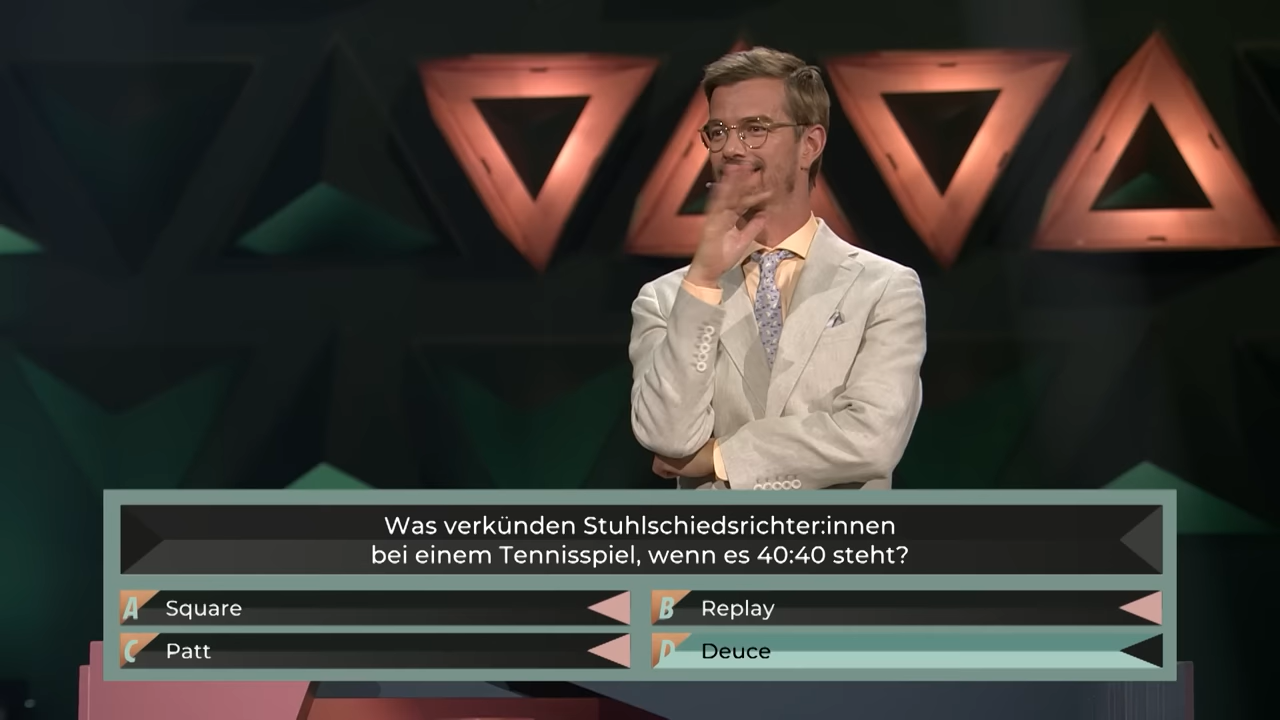 Was verkünden Stuhlschiedsrichter:innen
bei einem Tennisspiel, wenn es 40:40 steht?
A Square
B Replay
C Patt
D Deuce